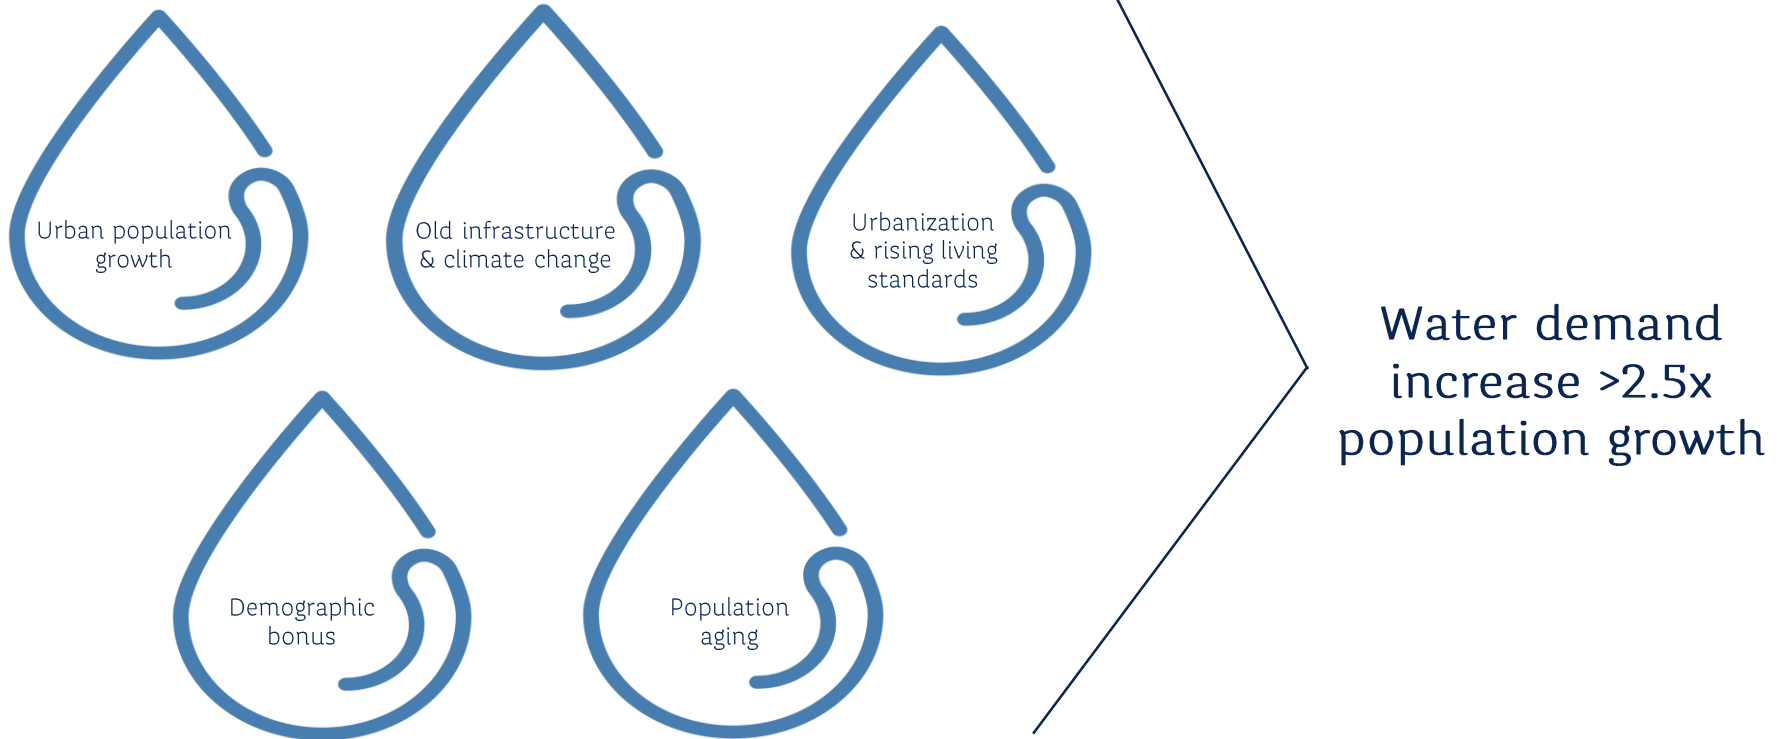 Urban population
growth
Old infrastructure
& climate change
Urbanization
& rising living
standards
Demographic
bonus
Population
aging
Water demand
increase >2.5x
population growth